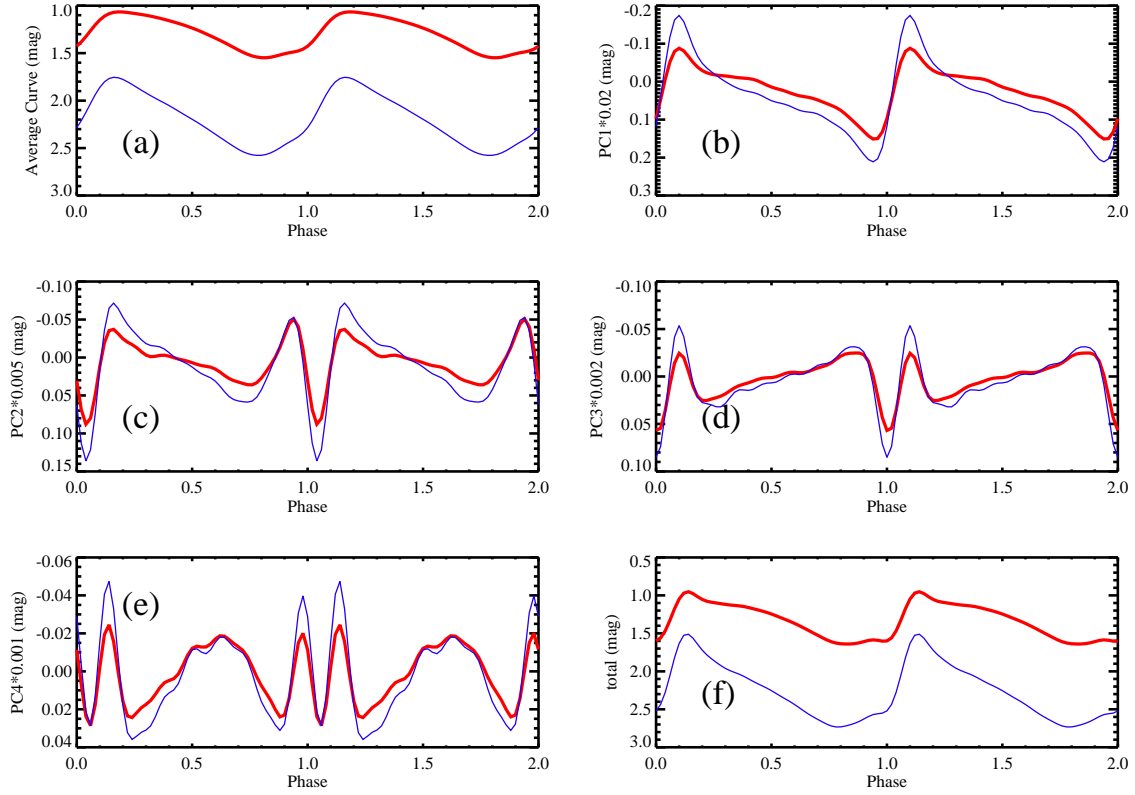 1.0
1.5
2.0
2.5
3.0
Average Curve (mag)
(a)
0.0 0.5 1.0 1.5 2.0
Phase
-0.2
-0.1
0.0
0.1
0.2
0.3
PC1*0.02 (mag)
(b)
0.0 0.5 1.0 1.5 2.0
Phase
-0.10
-0.05
0.00
0.05
0.10
0.15
PC2*0.005 (mag)
(c)
0.0 0.5 1.0 1.5 2.0
Phase
-0.10
-0.05
0.00
0.05
0.10
PC3*0.002 (mag)
(d)
0.0 0.5 1.0 1.5 2.0
Phase
-0.06
-0.04
-0.02
0.00
0.02
0.04
PC4*0.001 (mag)
(e)
0.0 0.5 1.0 1.5 2.0
Phase
0.5
1.0
1.5
2.0
2.5
3.0
total (mag)
(f)
0.0 0.5 1.0 1.5 2.0
Phase